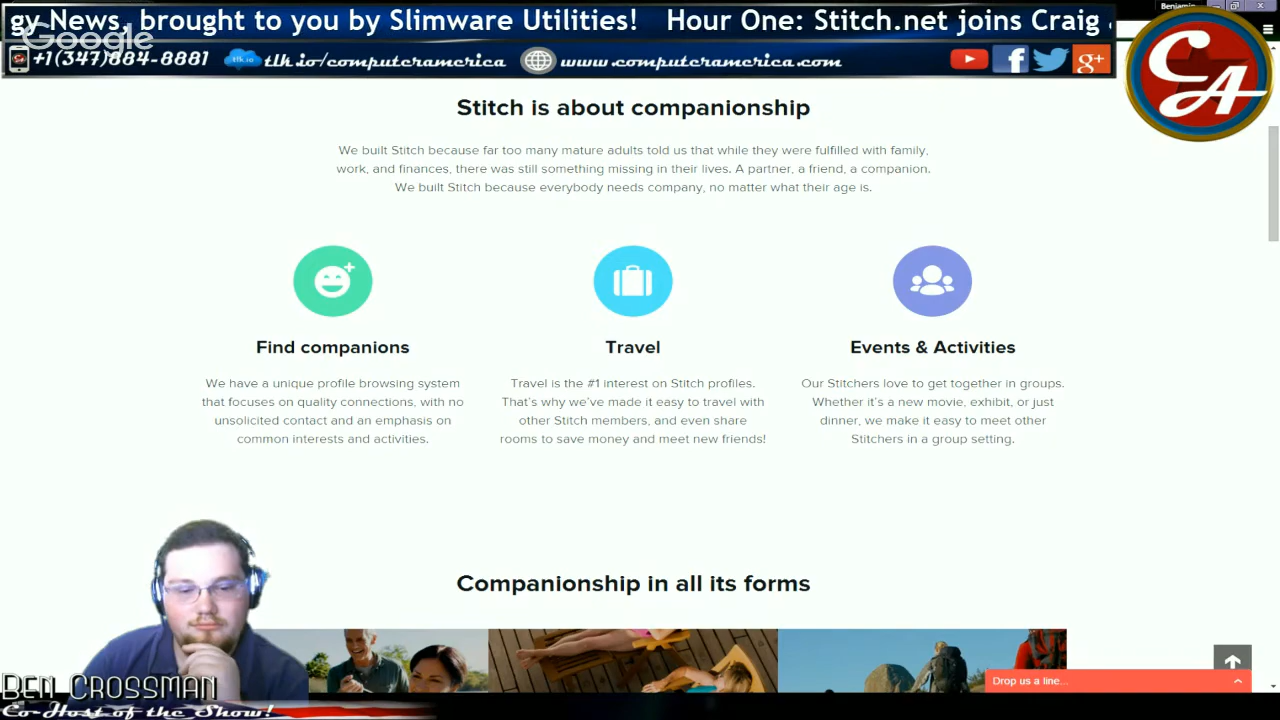 Benjamin
gy News, brought to you by Slimware Utilities!   Hour One: Stitch.net joins Craig
Google
+1(347)884-8881 tlk.io tlk.io/computeramerica www.computeramerica.com f g+
CA
Stitch is about companionship
We built Stitch because far too many mature adults told us that while they were fulfilled with family,
work, and finances, there was still something missing in their lives. A partner, a friend, a companion.
We built Stitch because everybody needs company, no matter what their age is.
Find companions
We have a unique profile browsing system
that focuses on quality connections, with no
unsolicited contact and an emphasis on
common interests and activities.
Travel
Travel is the #1 interest on Stitch profiles.
That's why we've made it easy to travel with
other Stitch members, and even share
rooms to save money and meet new friends!
Events & Activities
Our Stitchers love to get together in groups.
Whether it's a new movie, exhibit, or just
dinner, we make it easy to meet other
Stitchers in a group setting.
Companionship in all its forms
Drop us a line...
Ben Crossman
Co-Host of the Show!